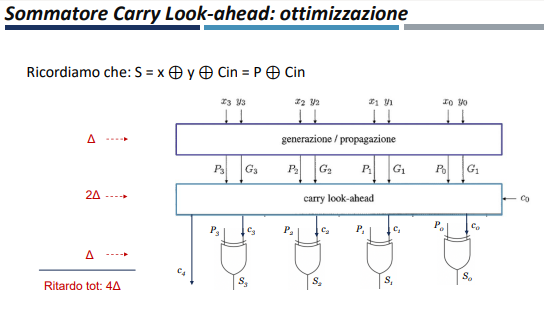 Sommatore Carry Look-ahead: ottimizzazione
Ricordiamo che: S = x ⊕ y ⊕ Cin = P ⊕ Cin
x₃ y₃ x₂ y₂ x₁ y₁ x₀ y₀
Δ generazione / propagazione
P₃ G₃ P₂ G₂ P₁ G₁ P₀ G₁
2Δ carry look-ahead c₀
P₃ c₃ P₂ c₂ P₁ c₁ P₀ c₀
Δ
c₄
S₃ S₂ S₁ S₀
Ritardo tot: 4Δ